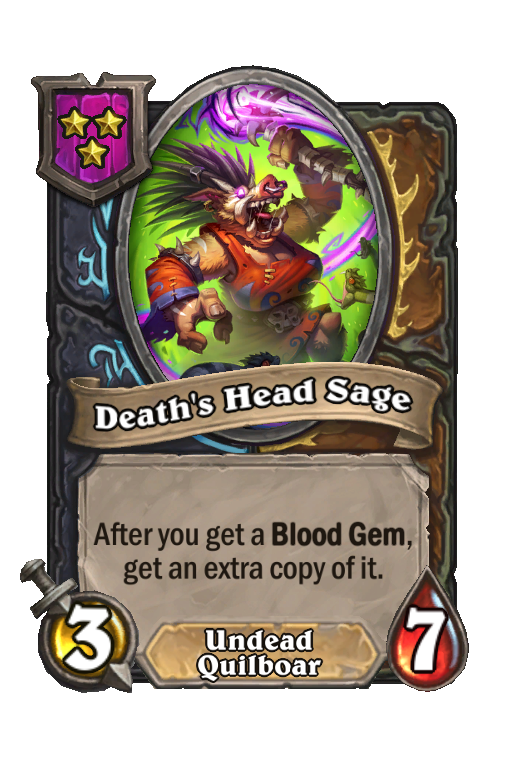 Death's Head Sage
After you get a Blood Gem,
get an extra copy of it.
3
Undead
Quilboar
7